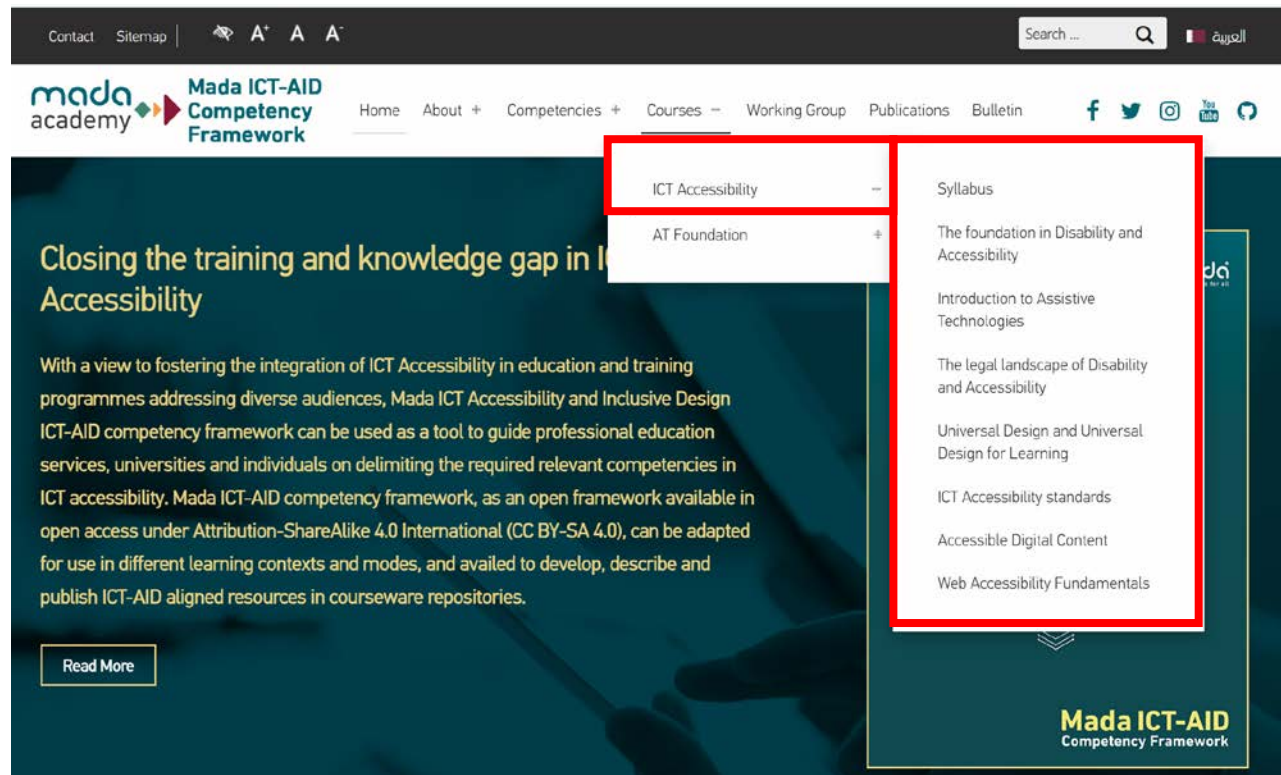 Contact Sitemap A+ A A-
Search ...
العربية
mada
academy
Mada ICT-AID
Competency
Framework
Home About + Competencies + Courses − Working Group Publications Bulletin
You
Tube
ICT Accessibility −
AT Foundation +
Syllabus
The foundation in Disability and
Accessibility
Introduction to Assistive
Technologies
The legal landscape of Disability
and Accessibility
Universal Design and Universal
Design for Learning
ICT Accessibility standards
Accessible Digital Content
Web Accessibility Fundamentals
Closing the training and knowledge gap in
Accessibility
With a view to fostering the integration of ICT Accessibility in education and training
programmes addressing diverse audiences, Mada ICT Accessibility and Inclusive Design
ICT-AID competency framework can be used as a tool to guide professional education
services, universities and individuals on delimiting the required relevant competencies in
ICT accessibility. Mada ICT-AID competency framework, as an open framework available in
open access under Attribution-ShareAlike 4.0 International (CC BY-SA 4.0), can be adapted
for use in different learning contexts and modes, and availed to develop, describe and
publish ICT-AID aligned resources in courseware repositories.
Read More
Mada ICT-AID
Competency Framework